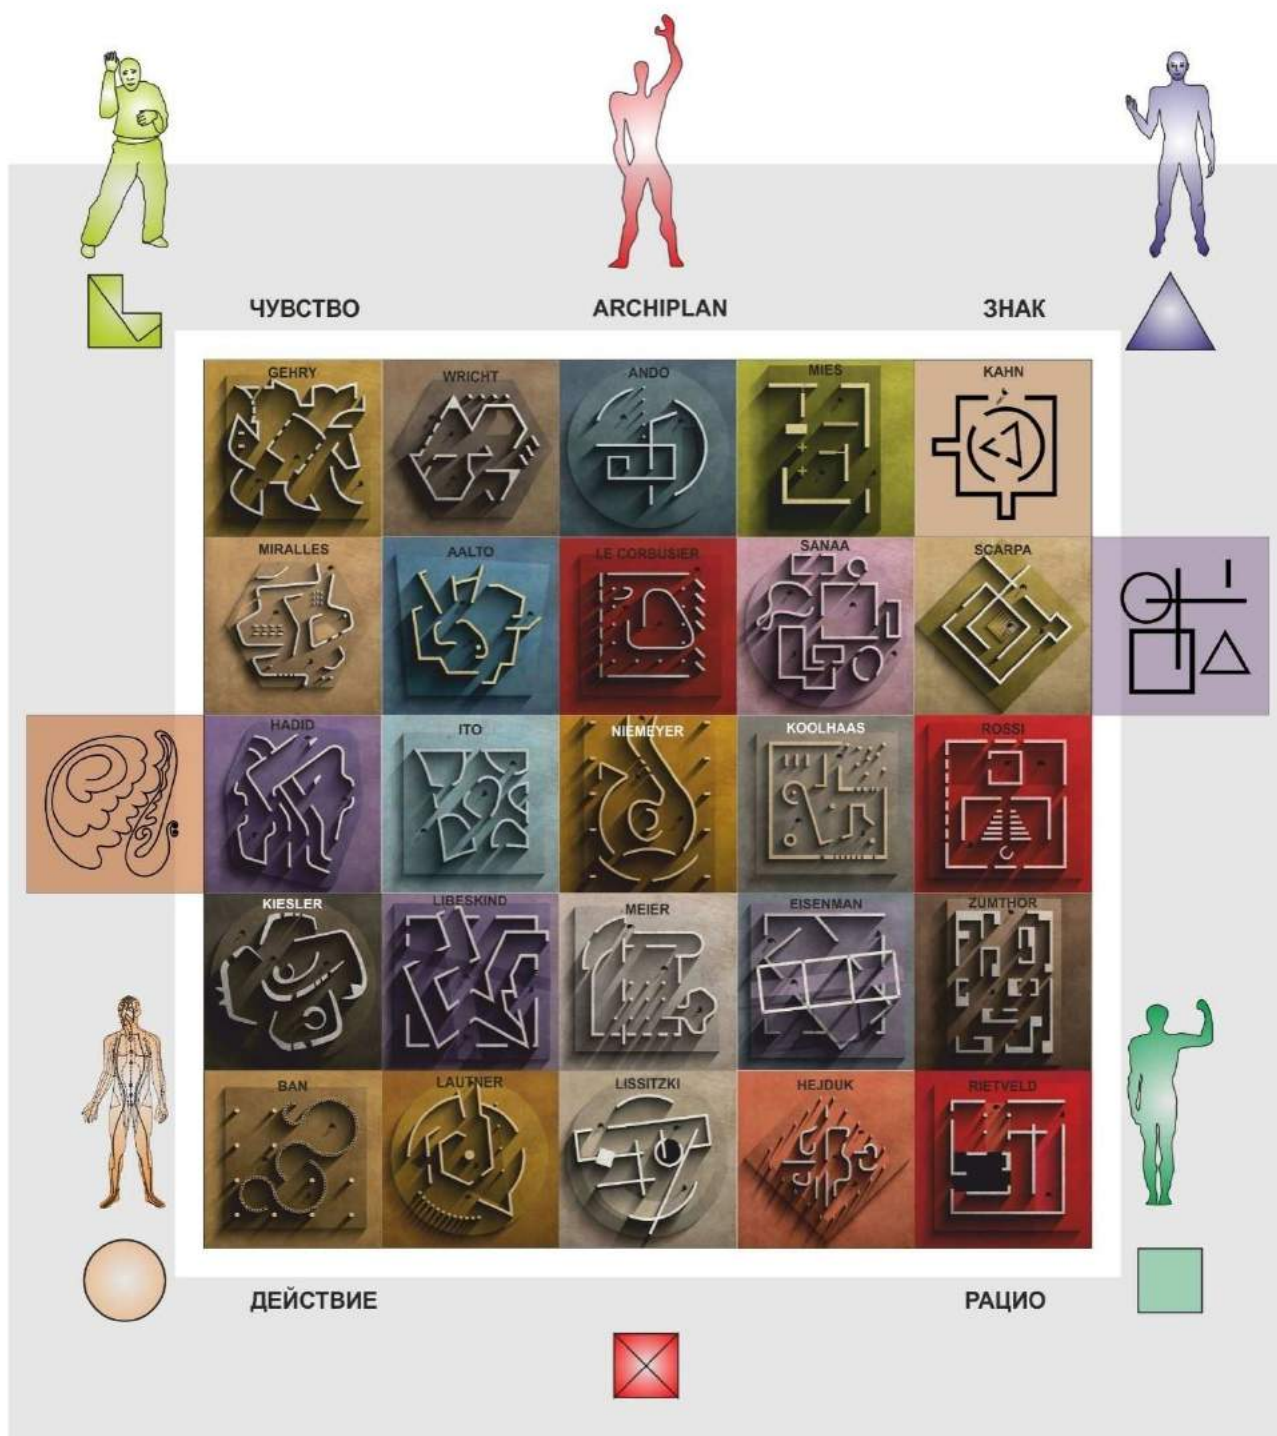 ЧУВСТВО ARCHIPLAN ЗНАК
GEHRY WRICHT ANDO MIES KAHN
MIRALLES AALTO LE CORBUSIER SANAA SCARPA
HADID ITO NIEMEYER KOOLHAAS ROSSI
KIESLER LIBESKIND MEIER EISENMAN ZUMTHOR
BAN LAUTNER LISSITZKI HEJDUK RIETVELD
ДЕЙСТВИЕ РАЦИО